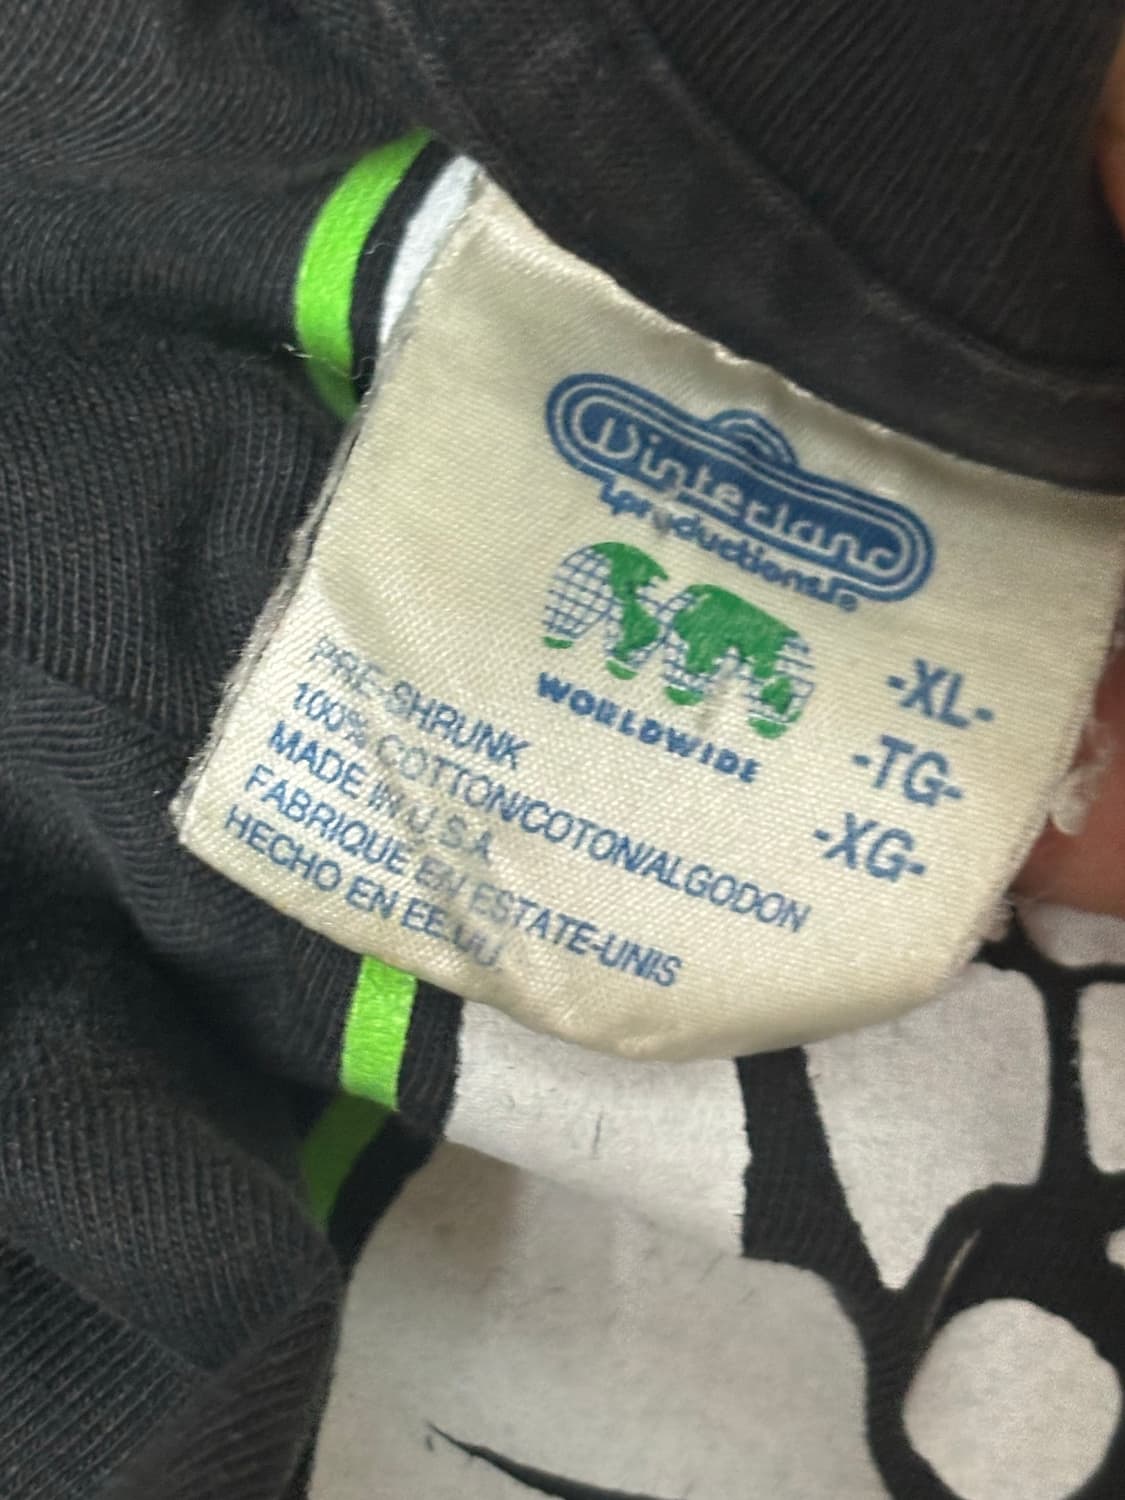 Winterland
productions®
WORLDWIDE
-XL-
-TG-
-XG-
PRE-SHRUNK
100% COTTON/COTON/ALGODON
MADE IN U.S.A
FABRIQUE EN ESTATE-UNIS
HECHO EN EE.UU.